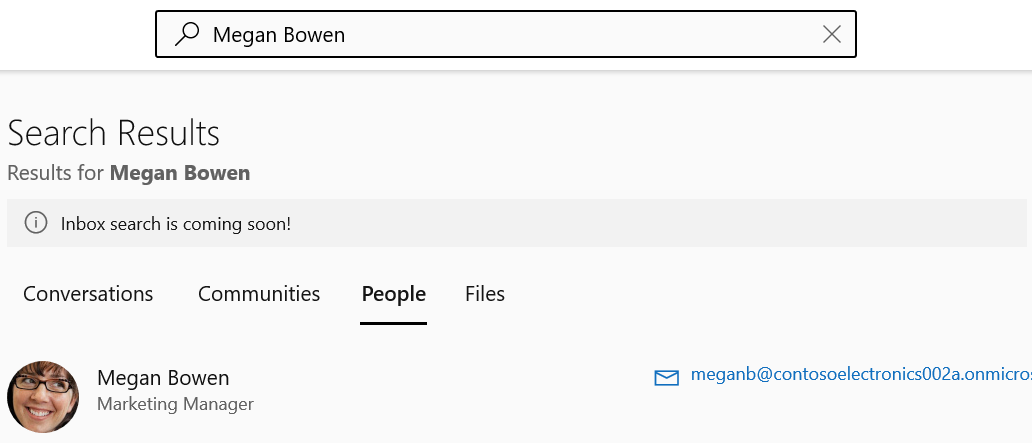 Megan Bowen
Search Results
Results for Megan Bowen
Inbox search is coming soon!
Conversations Communities People Files
Megan Bowen
Marketing Manager
meganb@contosoelectronics002a.onmicros